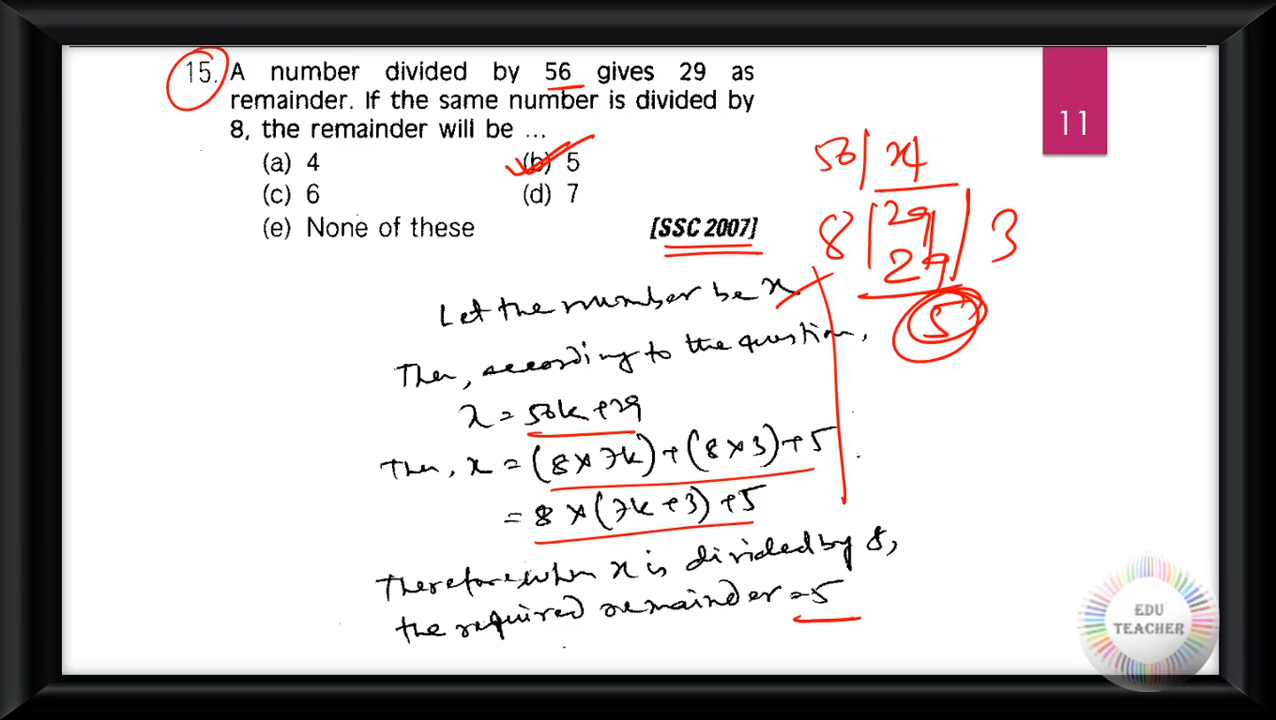 15. A number divided by 56 gives 29 as
remainder. If the same number is divided by
8, the remainder will be ...
(a) 4 (b) 5
(c) 6 (d) 7
(e) None of these [SSC 2007]
11
56 x
8 29 3
29
5
Let the number be x
Then, according to the question,
x = 56k + 29
Then, x = (8 × 7k) + (8 × 3) + 5
= 8 × (7k + 3) + 5
Therefore when x is divided by 8,
the required remainder = 5
EDU
TEACHER